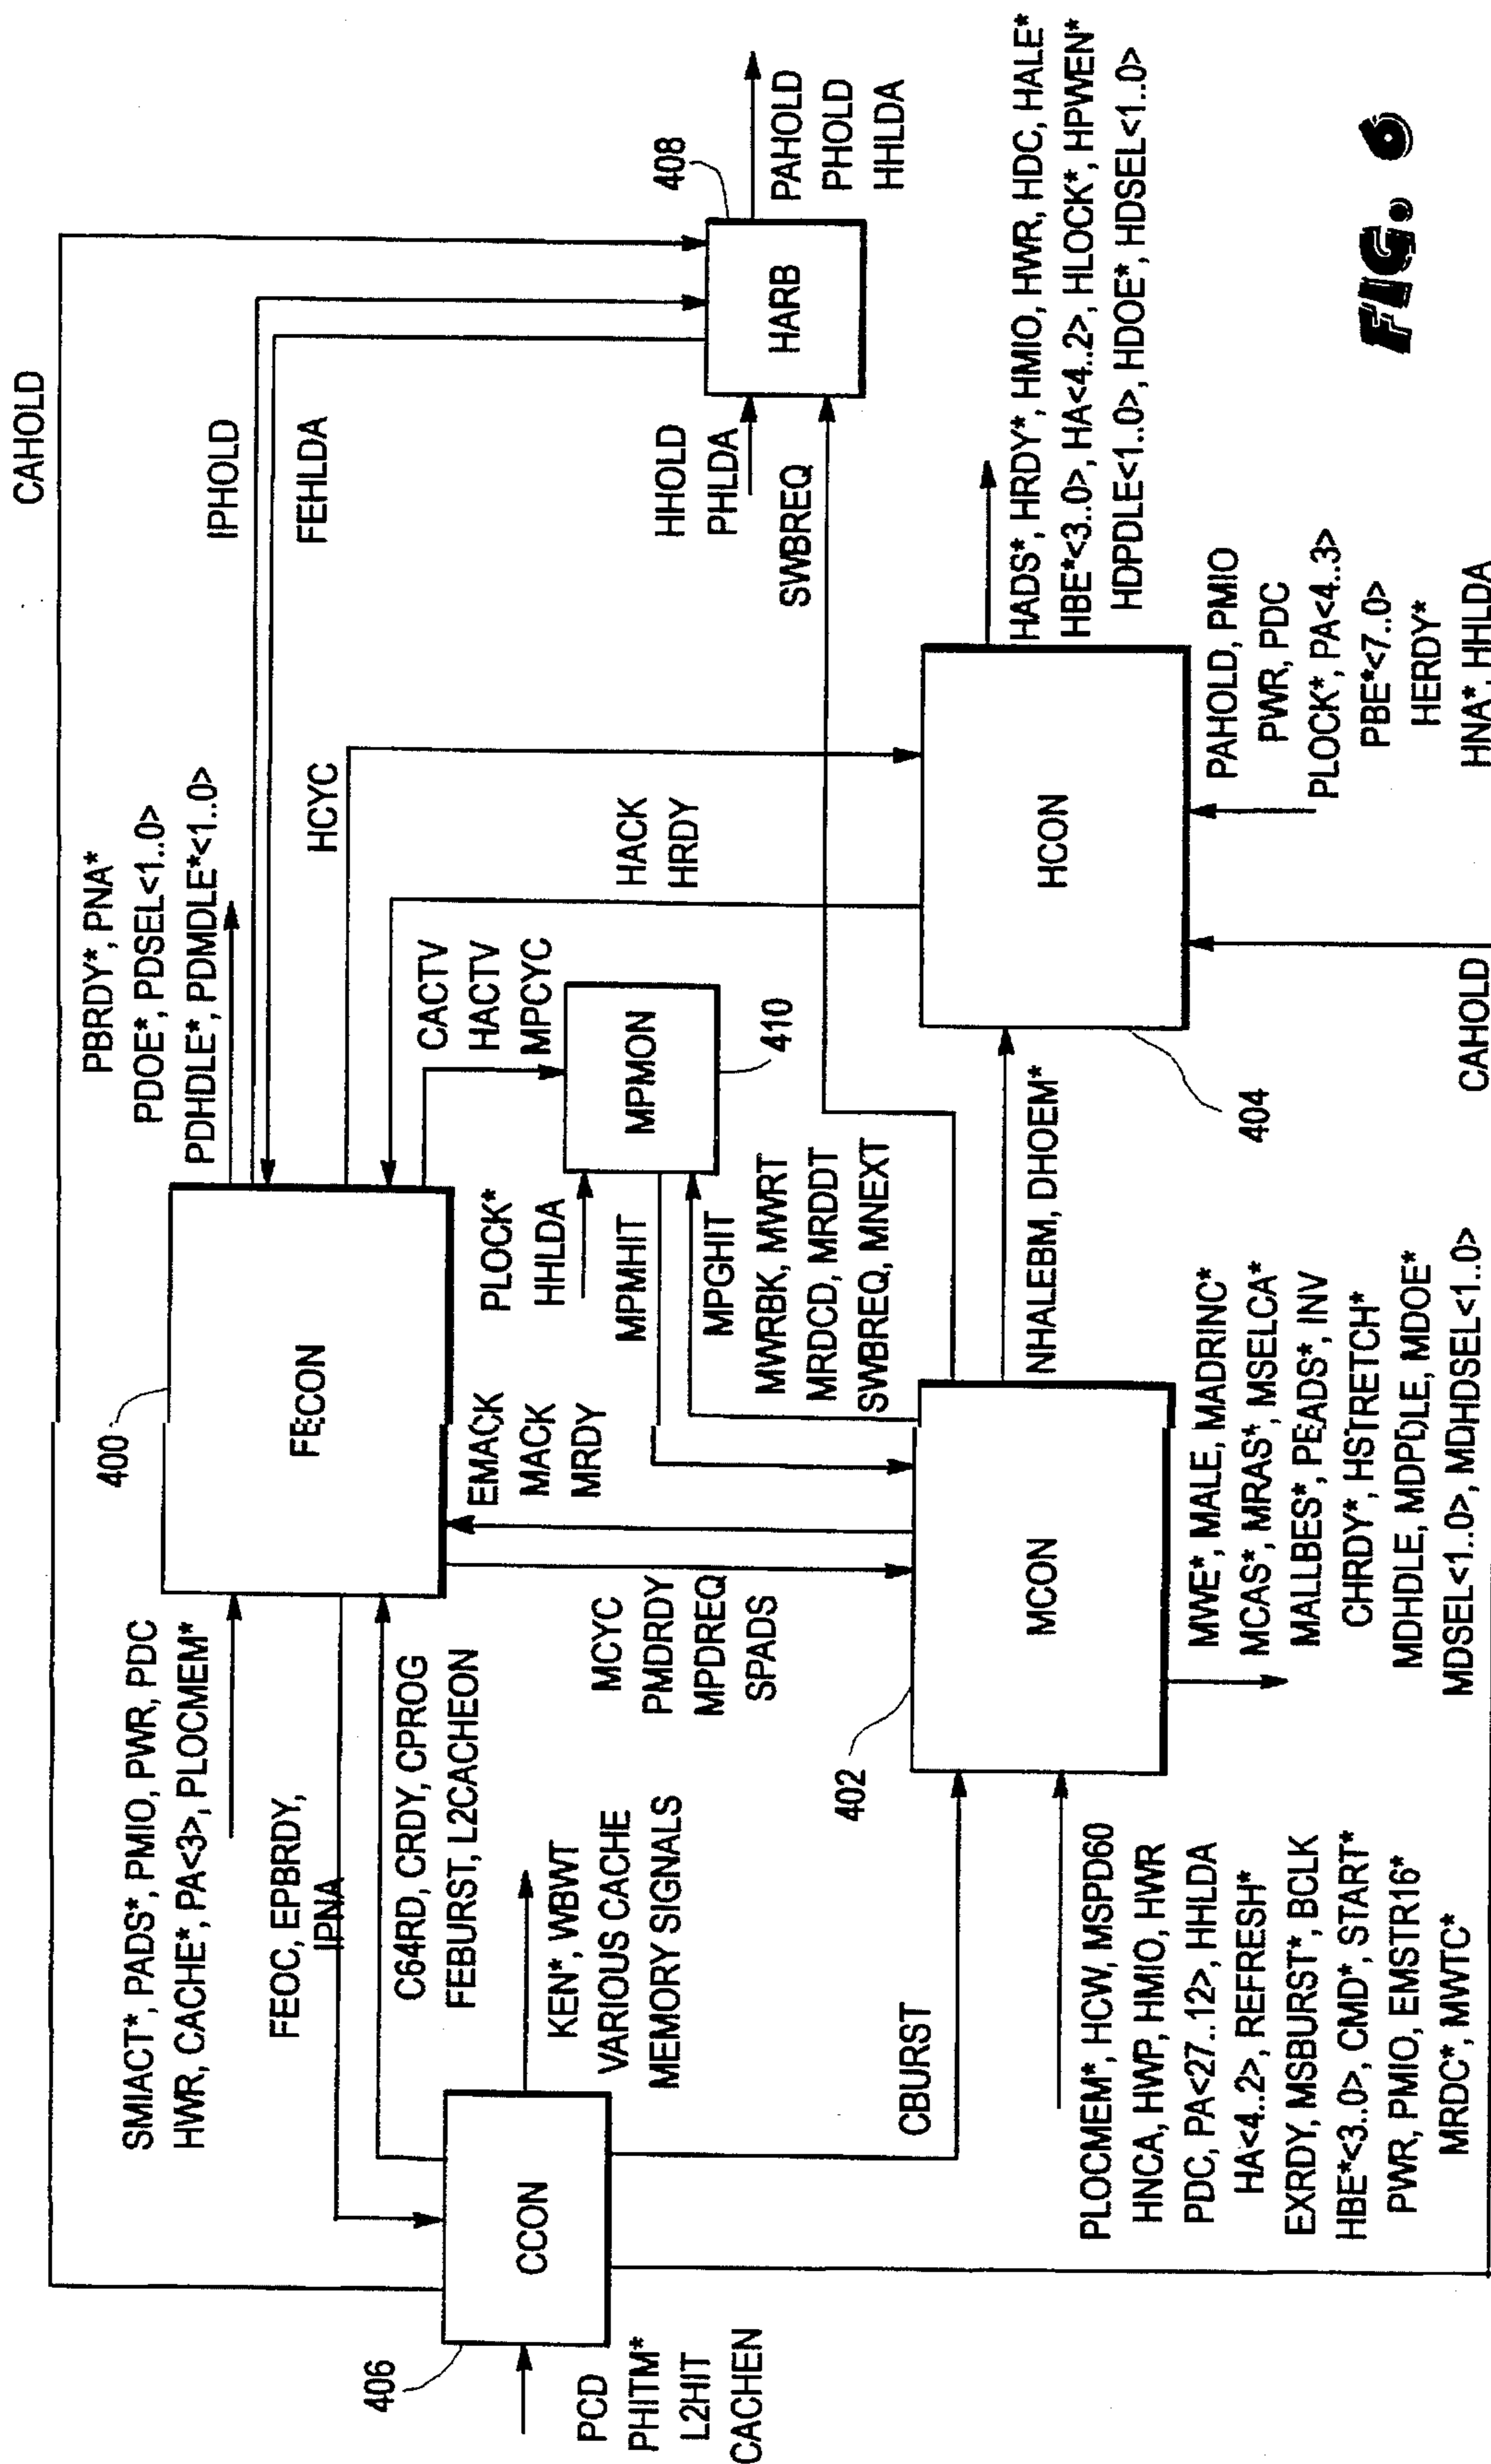 CAHOLD
IPHOLD
FEHLDA
408
HARB
PAHOLD
PHOLD
HHLDA
HHOLD
PHLDA
SWBREQ
PBRDY*, PNA*
PDOE*, PDSEL<1..0>
PDHDLE*, PDMDLE*<1..0>
HCYC
HACK
HRDY
CACTV
HACTV
MPCYC
400
FECON
SMIACT*, PADS*, PMIO, PWR, PDC
HWR, CACHE*, PA<3>, PLOCMEM*
FEOC, EPBRDY,
IPNA
C64RD, CRDY, CPROG
FEBURST, L2CACHEON
EMACK
MACK
MRDY
MCYC
PMDRDY
MPDREQ
SPADS
PLOCK*
HHLDA
MPMON
410
MPMHIT
MPGHIT
MWRBK, MWRT
MRDCD, MRDDT
SWBREQ, MNEXT
406
CCON
PCD
PHITM*
L2HIT
CACHEN
KEN*, WBWT
VARIOUS CACHE
MEMORY SIGNALS
CBURST
402
MCON
PLOCMEM*, HCW, MSPD60
HNCA, HWP, HMIO, HWR
PDC, PA<27..12>, HHLDA
HA<4..2>, REFRESH*
EXRDY, MSBURST*, BCLK
HBE*<3..0>, CMD*, START*
PWR, PMIO, EMSTR16*
MRDC*, MWTC*
MWE*, MALE, MADRINC*
MCAS*, MRAS*, MSELCA*
MALLBES*, PEADS*, INV
CHRDY*, HSTRETCH*
MDHDLE, MDPDLE, MDOE*
MDSEL<1..0>, MDHDSEL<1..0>
NHALEBM, DHOEM*
404
HCON
HADS*, HRDY*, HMIO, HWR, HDC, HALE*
HBE*<3..0>, HA<4..2>, HLOCK*, HPWEN*
HDPDLE<1..0>, HDOE*, HDSEL<1..0>
PAHOLD, PMIO
PWR, PDC
PLOCK*, PA<4..3>
PBE*<7..0>
HERDY*
HNA*, HHLDA
CAHOLD
FIG. 6